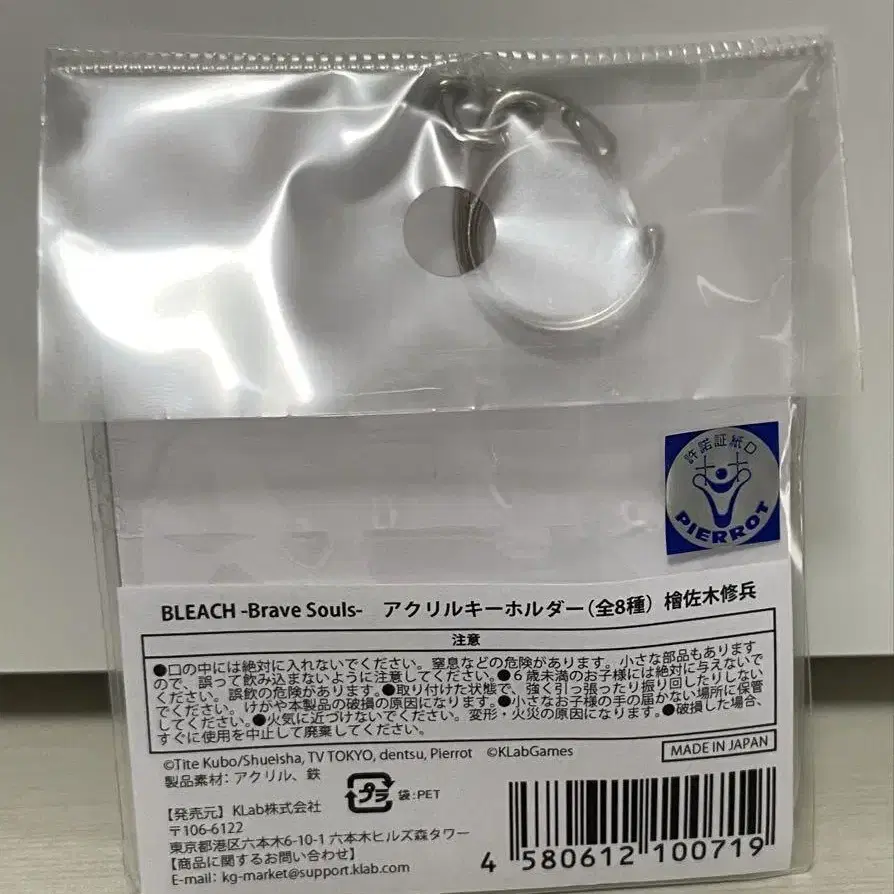 許諾証紙口
PIERROT
BLEACH -Brave Souls- アクリルキーホルダー(全8種) 檜佐木修兵
注意
●口の中には絶対に入れないでください。窒息などの危険があります。小さな部品もあります
ので、誤って飲み込まないように注意してください。●6歳未満のお子様には絶対に与えないで
ください。誤飲の危険があります。●取り付けた状態で、強く引っ張ったり振り回したりしない
でください。けがや本製品の破損の原因になります。●小さなお子様の手の届かない場所に保管
してください。●火気に近づけないでください。変形・火災の原因になります。●破損した場合、
すぐに使用を中止して廃棄してください。
©Tite Kubo/Shueisha, TV TOKYO, dentsu, Pierrot ©KLabGames
MADE IN JAPAN
製品素材:アクリル、鉄
プラ 袋:PET
【発売元】KLab株式会社
〒106-6122
東京都港区六本木6-10-1 六本木ヒルズ森タワー
【商品に関するお問い合わせ】
E-mail: kg-market@support.klab.com
4 580612 100719